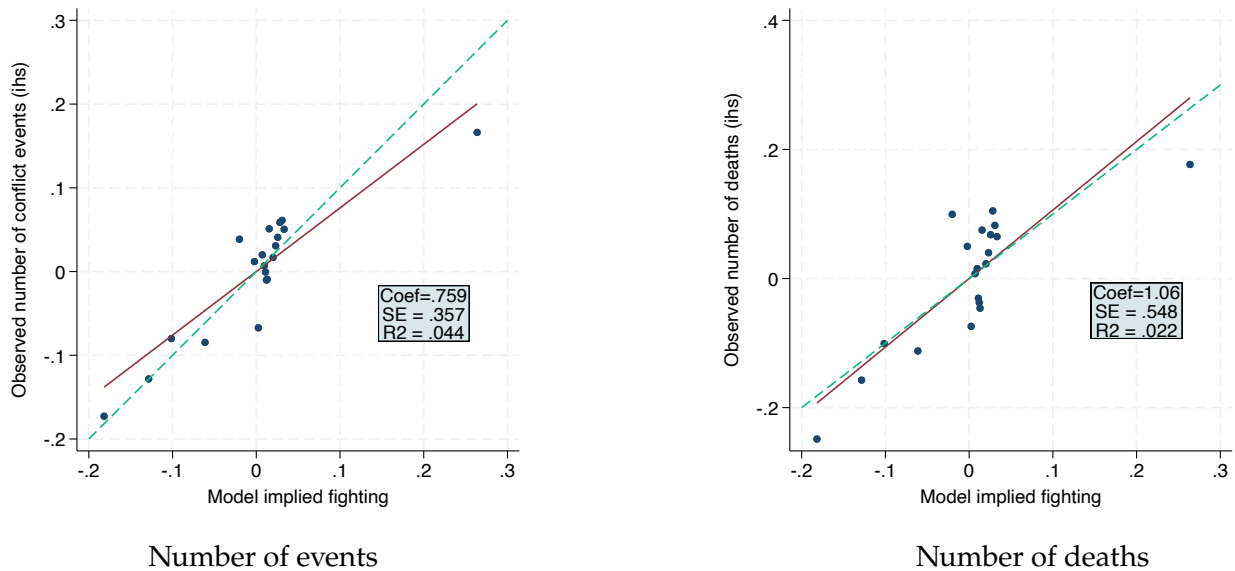 Observed number of conflict events (ihs)
.3
.2
.1
0
-.1
-.2
Coef=.759
SE = .357
R2 = .044
-.2 -.1 0 .1 .2 .3
Model implied fighting
Number of events
Observed number of deaths (ihs)
.4
.2
0
-.2
Coef=1.06
SE = .548
R2 = .022
-.2 -.1 0 .1 .2 .3
Model implied fighting
Number of deaths